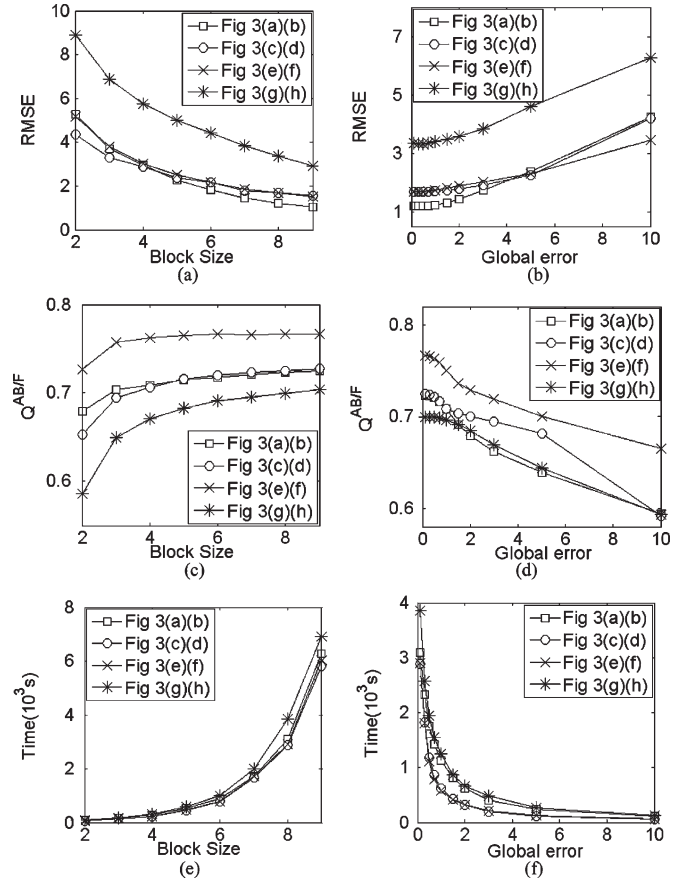 10
8
6
4
2
0
RMSE
2
4
6
8
Block Size
Fig 3(a)(b)
Fig 3(c)(d)
Fig 3(e)(f)
Fig 3(g)(h)
(a)
7
5
3
1
RMSE
0
2
4
6
8
10
Global error
Fig 3(a)(b)
Fig 3(c)(d)
Fig 3(e)(f)
Fig 3(g)(h)
(b)
0.8
0.7
0.6
Q^AB/F
2
4
6
8
Block Size
Fig 3(a)(b)
Fig 3(c)(d)
Fig 3(e)(f)
Fig 3(g)(h)
(c)
0.8
0.7
0.6
Q^AB/F
0
2
4
6
8
10
Global error
Fig 3(a)(b)
Fig 3(c)(d)
Fig 3(e)(f)
Fig 3(g)(h)
(d)
8
6
4
2
0
Time(10^3s)
2
4
6
8
Block Size
Fig 3(a)(b)
Fig 3(c)(d)
Fig 3(e)(f)
Fig 3(g)(h)
(e)
4
3
2
1
0
Time(10^3s)
0
2
4
6
8
10
Global error
Fig 3(a)(b)
Fig 3(c)(d)
Fig 3(e)(f)
Fig 3(g)(h)
(f)